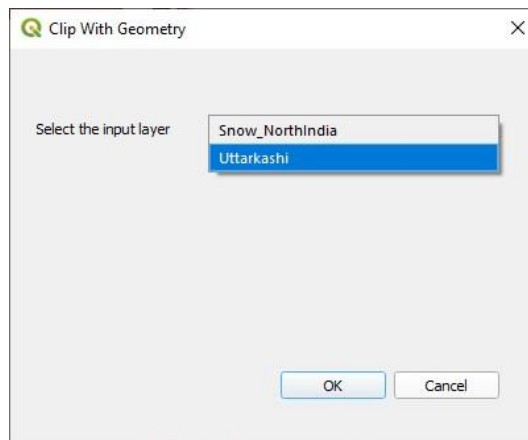 Clip With Geometry
Select the input layer
Snow_NorthIndia
Uttarkashi
OK
Cancel